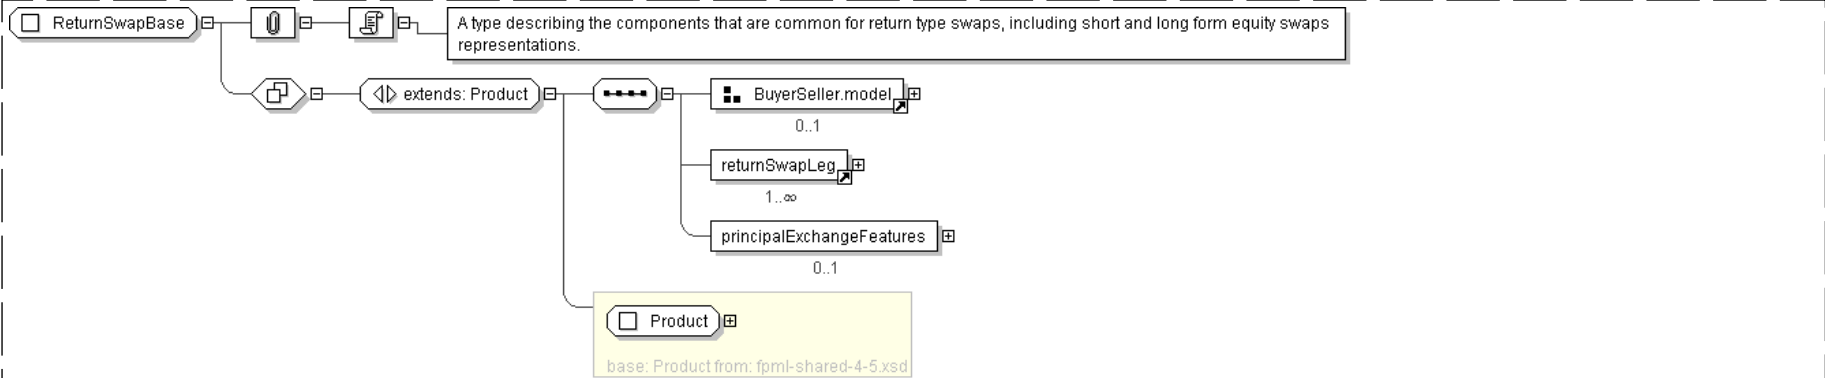 ReturnSwapBase
A type describing the components that are common for return type swaps, including short and long form equity swaps
representations.
extends: Product
BuyerSeller.model
0..1
returnSwapLeg
1..∞
principalExchangeFeatures
0..1
Product
base: Product from: fpml-shared-4-5.xsd